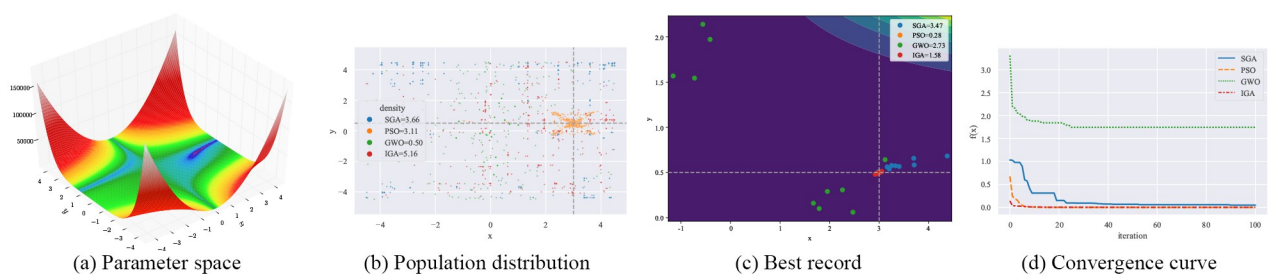 150000
100000
50000
4
3
2
1
0
−1
−2
−3
−4
y
−4
−3
−2
−1
0
1
2
3
4
x
(a) Parameter space
4
2
0
−2
−4
y
density
SGA=3.66
PSO=3.11
GWO=0.50
IGA=5.16
−4
−2
0
2
4
x
(b) Population distribution
2.0
1.5
1.0
0.5
0.0
y
SGA=3.47
PSO=0.28
GWO=2.73
IGA=1.58
−1
0
1
2
3
4
x
(c) Best record
3.0
2.5
2.0
1.5
1.0
0.5
0.0
f(x)
SGA
PSO
GWO
IGA
0
20
40
60
80
100
iteration
(d) Convergence curve